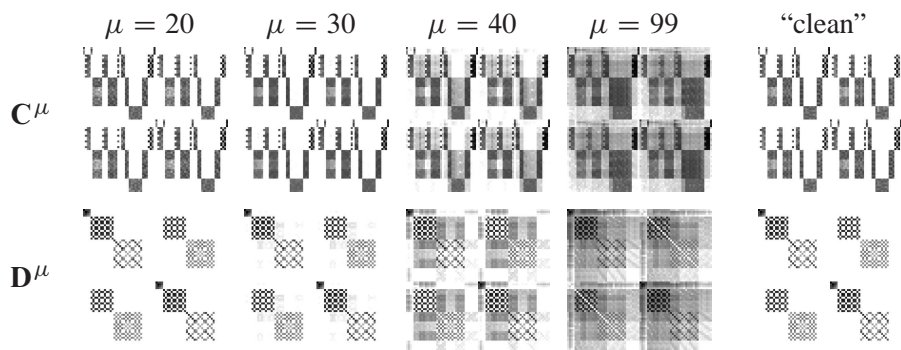 μ = 20 μ = 30 μ = 40 μ = 99 “clean”
C^μ
D^μ